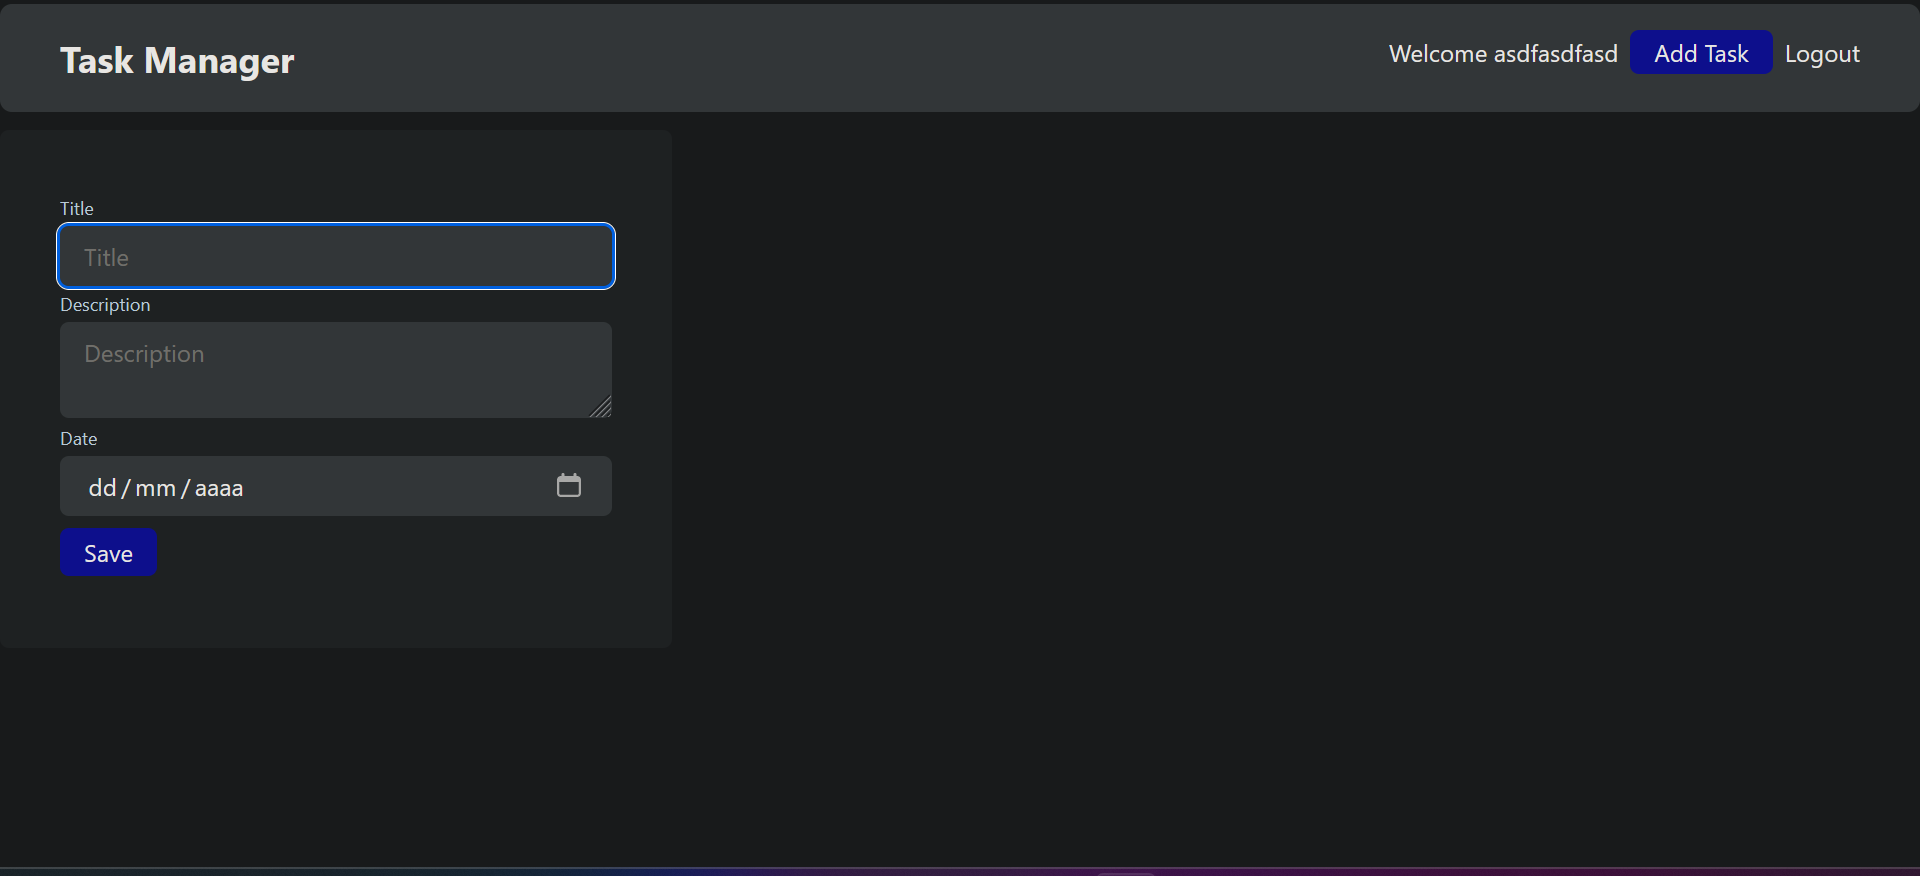 Task Manager
Welcome asdfasdfasd Add Task Logout
Title
Title
Description
Description
Date
dd/mm/aaaa
Save